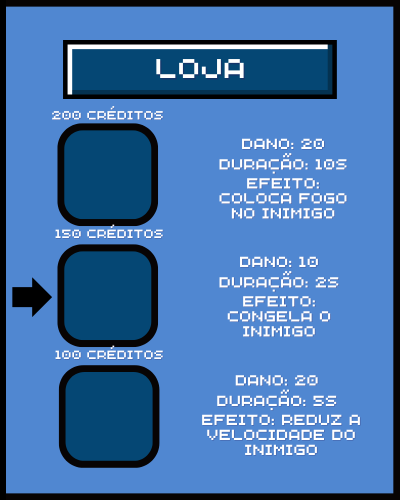 LOJA
200 CRÉDITOS
DANO: 20
DURAÇÃO: 10S
EFEITO:
COLOCA FOGO
NO INIMIGO
150 CRÉDITOS
DANO: 10
DURAÇÃO: 2S
EFEITO:
CONGELA O
INIMIGO
100 CRÉDITOS
DANO: 20
DURAÇÃO: 5S
EFEITO: REDUZ A
VELOCIDADE DO
INIMIGO